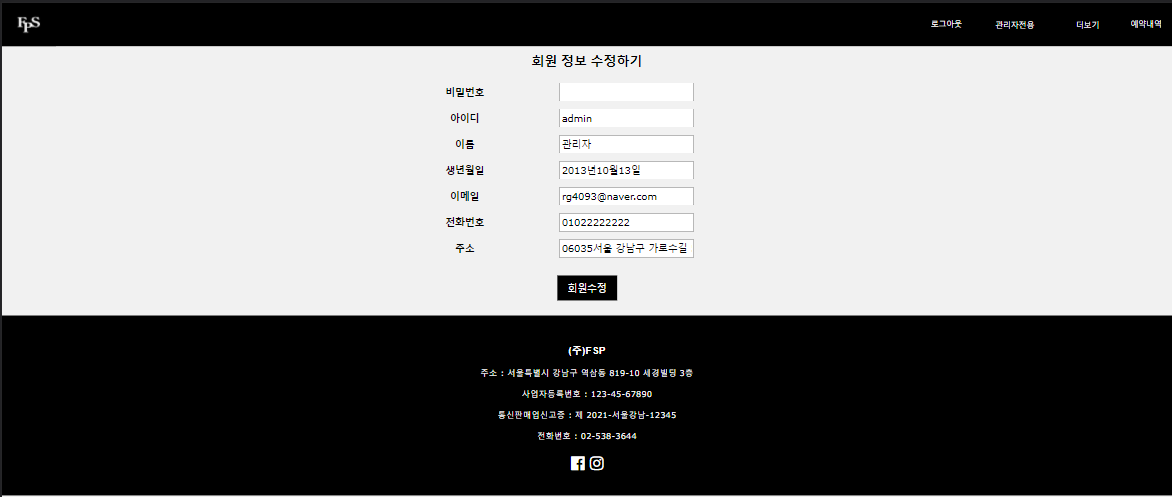 FPS
로그아웃 관리자전용 더보기 예약내역
회원 정보 수정하기
비밀번호
아이디 admin
이름 관리자
생년월일 2013년10월13일
이메일 rg4093@naver.com
전화번호 01022222222
주소 06035서울 강남구 가로수길
회원수정
(주)FSP
주소 : 서울특별시 강남구 역삼동 819-10 세경빌딩 3층
사업자등록번호 : 123-45-67890
통신판매업신고증 : 제 2021-서울강남-12345
전화번호 : 02-538-3644